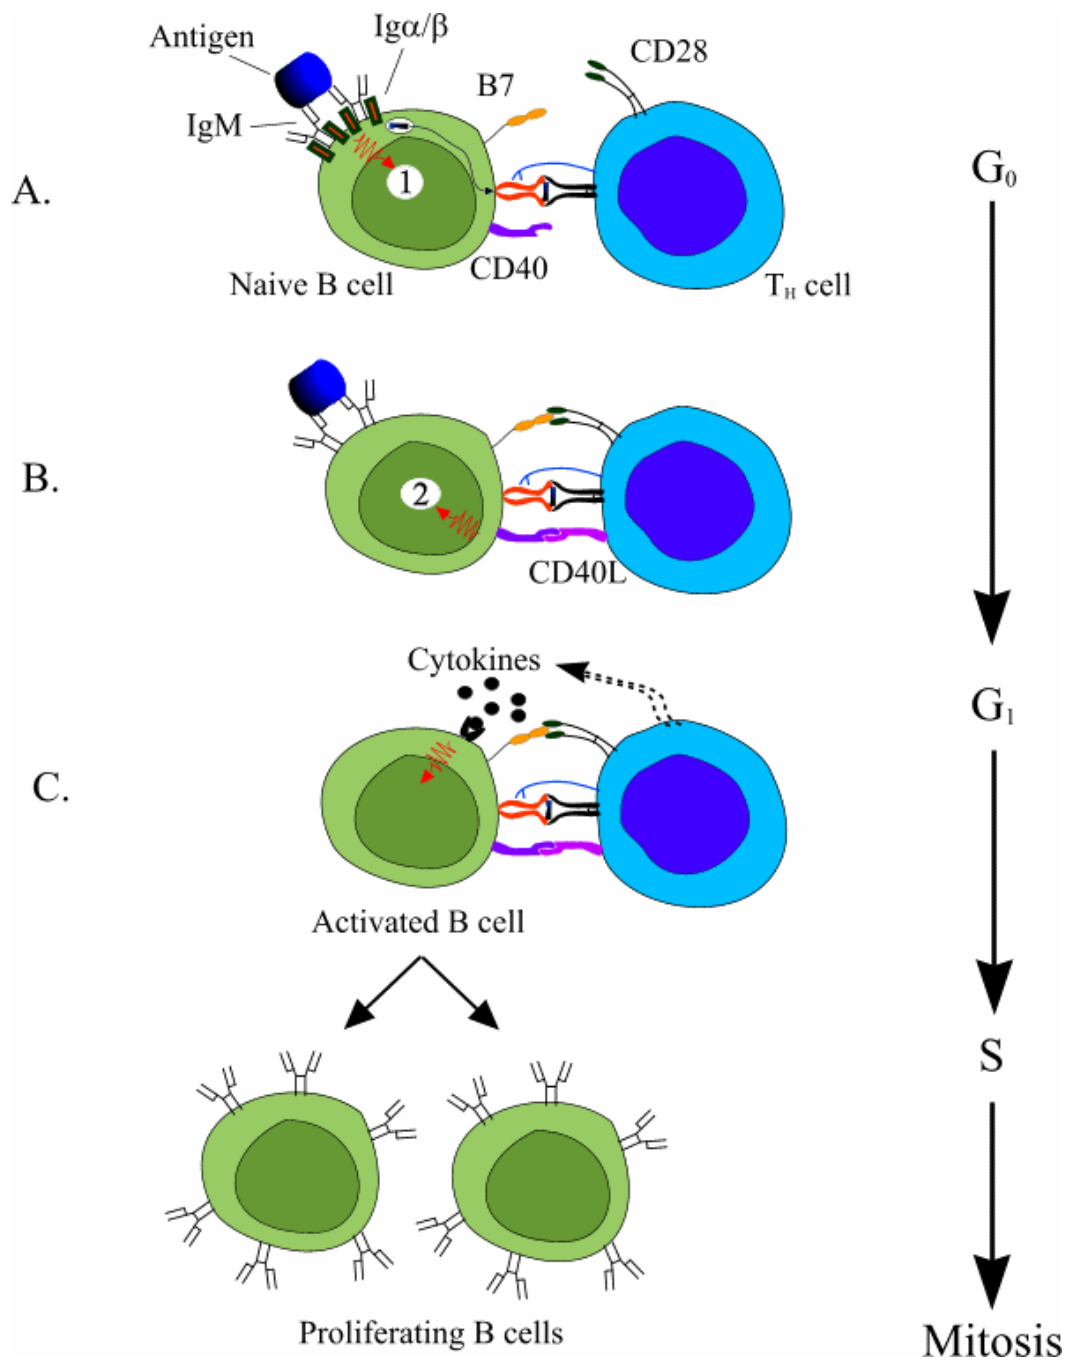 Igα/β
Antigen
CD28
B7
IgM
G₀
A.
1
CD40
Naive B cell
T_H cell
B.
2
CD40L
Cytokines
G₁
C.
Activated B cell
S
Proliferating B cells
Mitosis